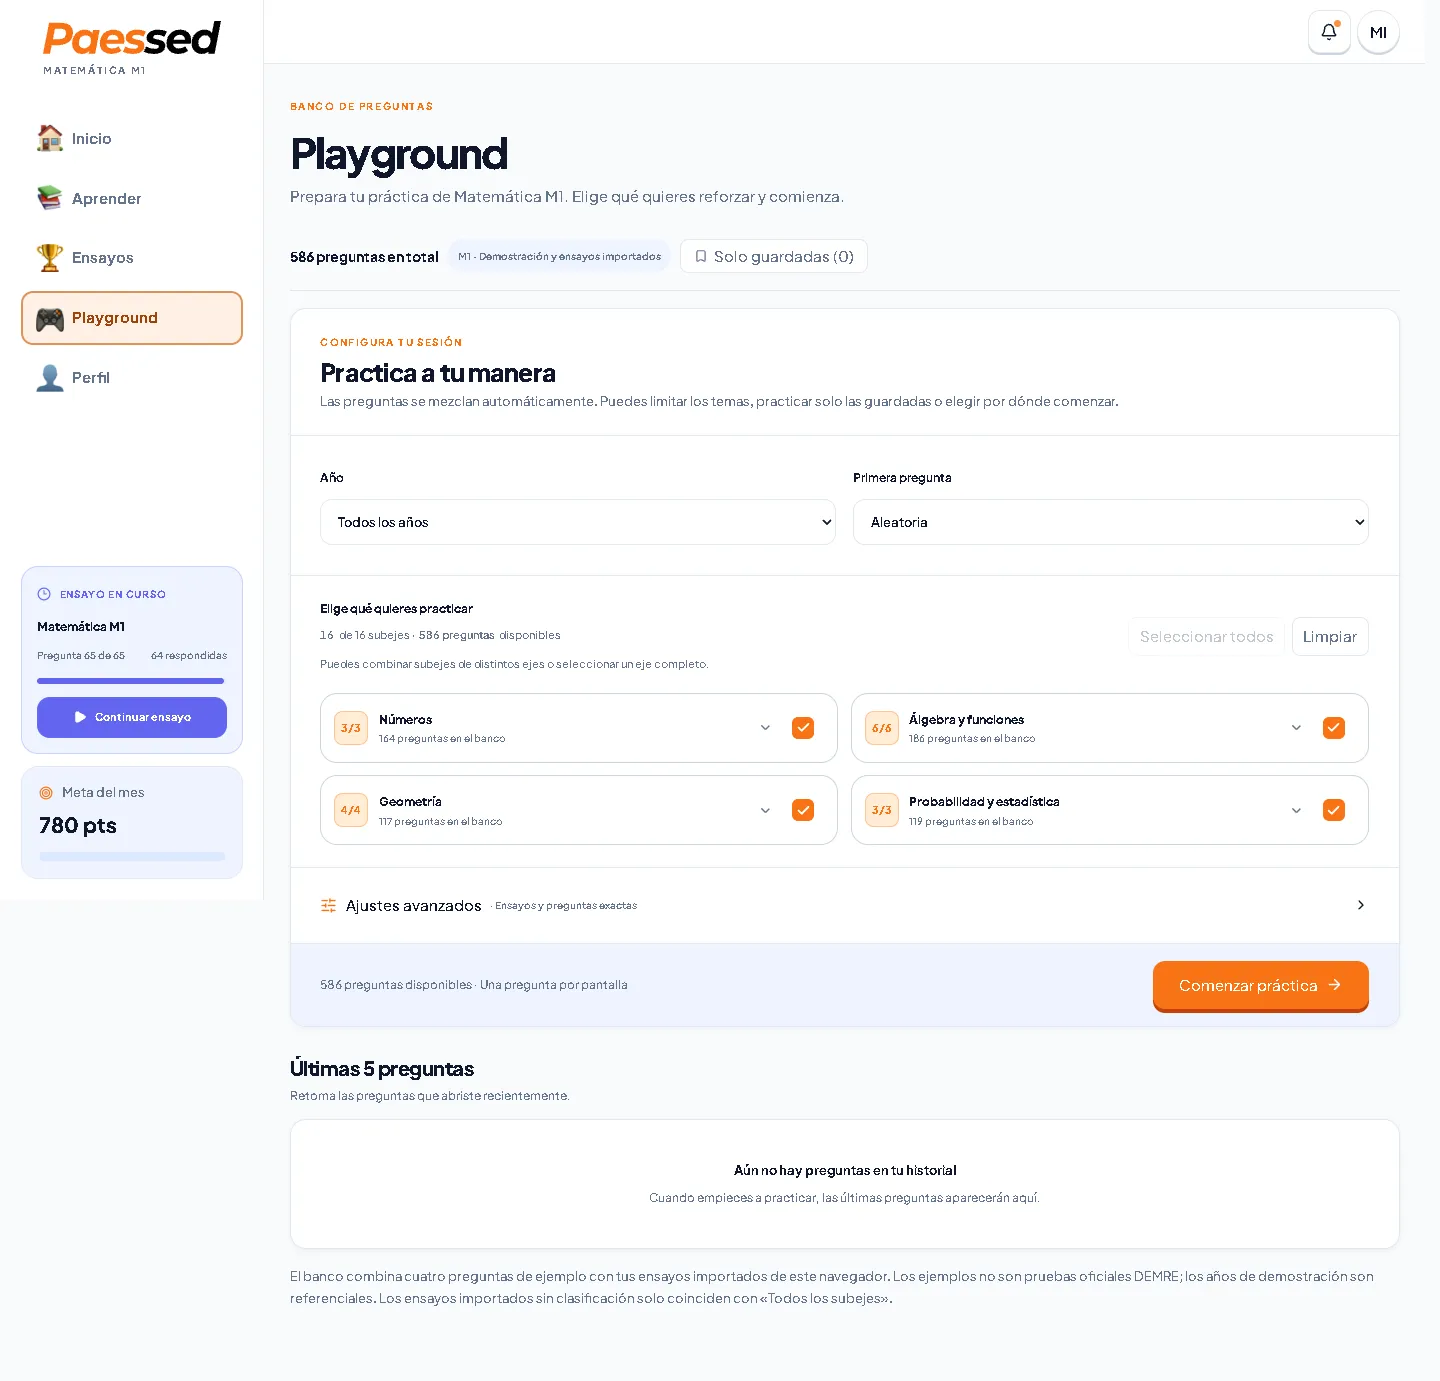 Paessed
MATEMÁTICA M1
Inicio
Aprender
Ensayos
Playground
Perfil
ENSAYO EN CURSO
Matemática M1
Pregunta 65 de 65 64 respondidas
Continuar ensayo
Meta del mes
780 pts
MI
BANCO DE PREGUNTAS
Playground
Prepara tu práctica de Matemática M1. Elige qué quieres reforzar y comienza.
586 preguntas en total M1 · Demostración y ensayos importados Solo guardadas (0)
CONFIGURA TU SESIÓN
Practica a tu manera
Las preguntas se mezclan automáticamente. Puedes limitar los temas, practicar solo las guardadas o elegir por dónde comenzar.
Año Primera pregunta
Todos los años Aleatoria
Elige qué quieres practicar
16 de 16 subejes · 586 preguntas disponibles
Seleccionar todos Limpiar
Puedes combinar subejes de distintos ejes o seleccionar un eje completo.
3/3 Números
164 preguntas en el banco
6/6 Álgebra y funciones
186 preguntas en el banco
4/4 Geometría
117 preguntas en el banco
3/3 Probabilidad y estadística
119 preguntas en el banco
Ajustes avanzados · Ensayos y preguntas exactas
586 preguntas disponibles · Una pregunta por pantalla
Comenzar práctica →
Últimas 5 preguntas
Retoma las preguntas que abriste recientemente.
Aún no hay preguntas en tu historial
Cuando empieces a practicar, las últimas preguntas aparecerán aquí.
El banco combina cuatro preguntas de ejemplo con tus ensayos importados de este navegador. Los ejemplos no son pruebas oficiales DEMRE; los años de demostración son
referenciales. Los ensayos importados sin clasificación solo coinciden con «Todos los subejes».